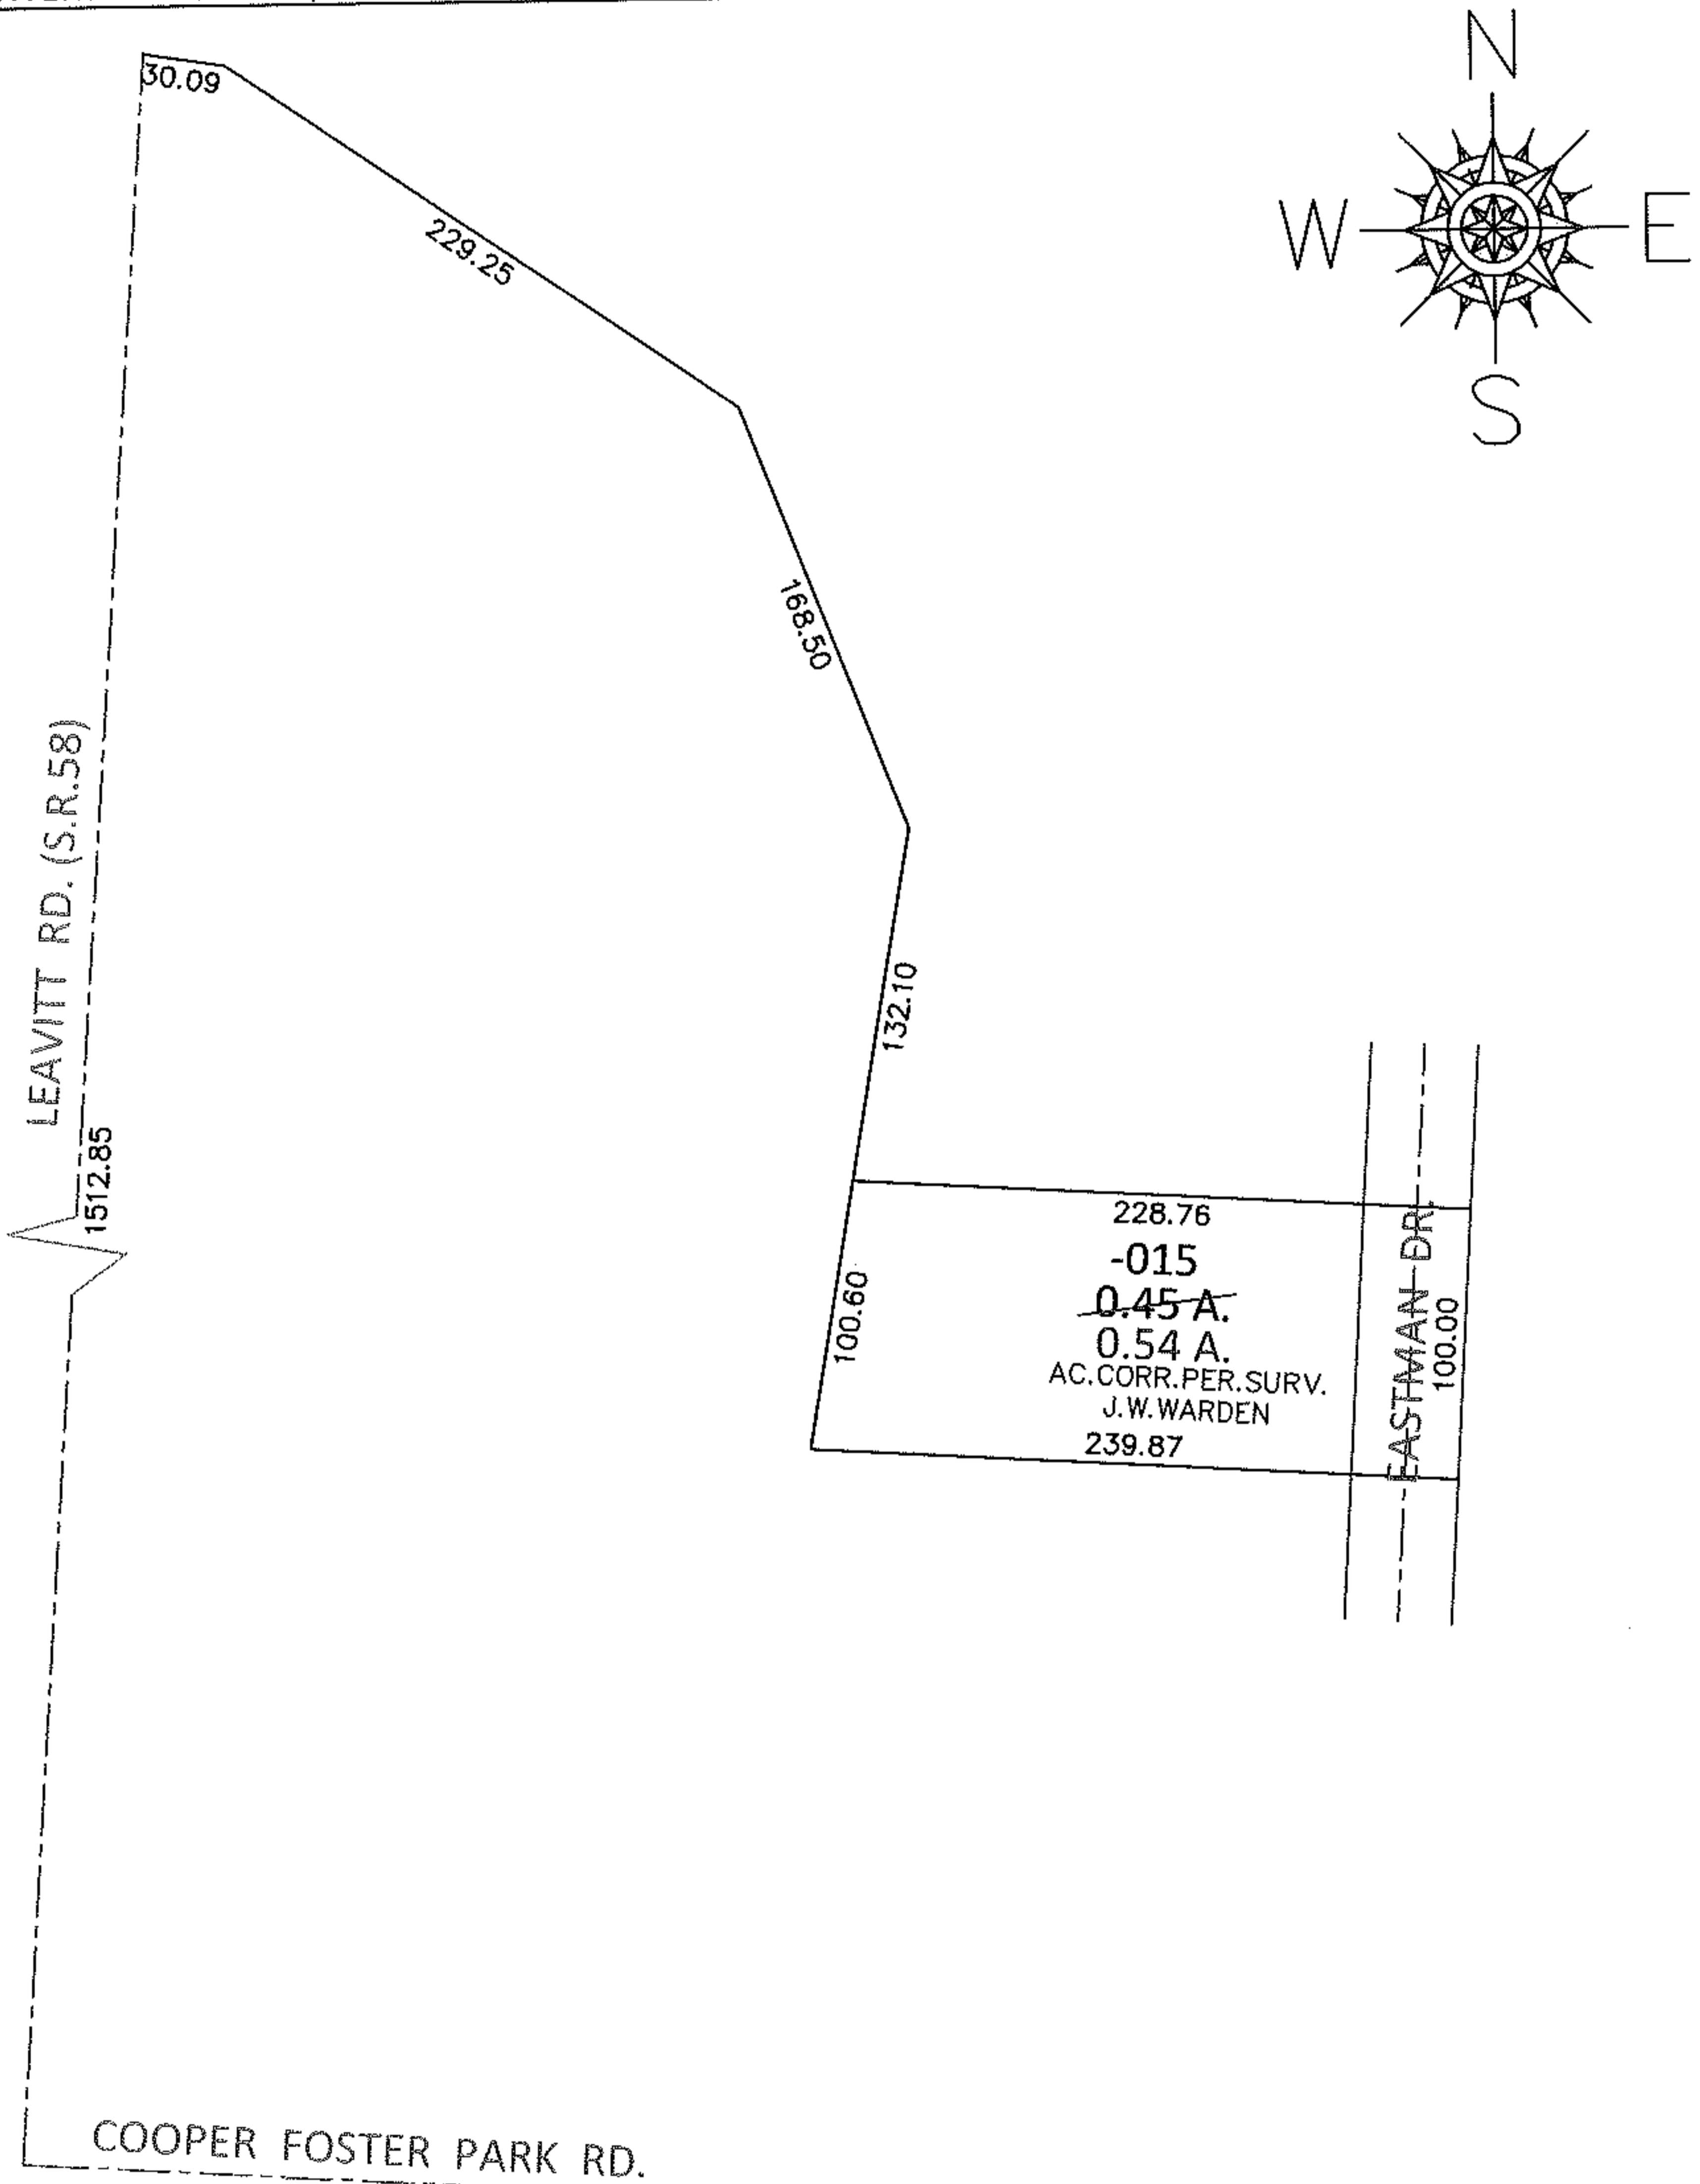 N
W
E
S
30.09
229.25
168.50
LEAVITT RD. (S.R.58)
132.10
1512.85
228.76
-015
0.45 A.
0.54 A.
AC.CORR.PER.SURV.
J.W.WARDEN
239.87
100.60
EASTMAN DR.
100.00
COOPER FOSTER PARK RD.